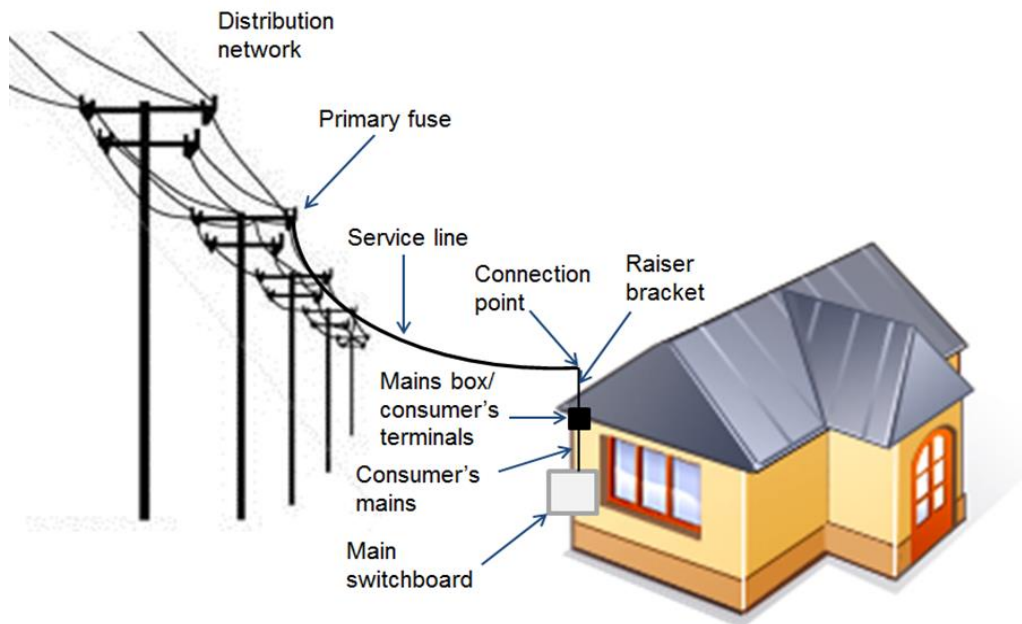 Distribution
network
Primary fuse
Service line
Connection
point
Raiser
bracket
Mains box/
consumer's
terminals
Consumer's
mains
Main
switchboard